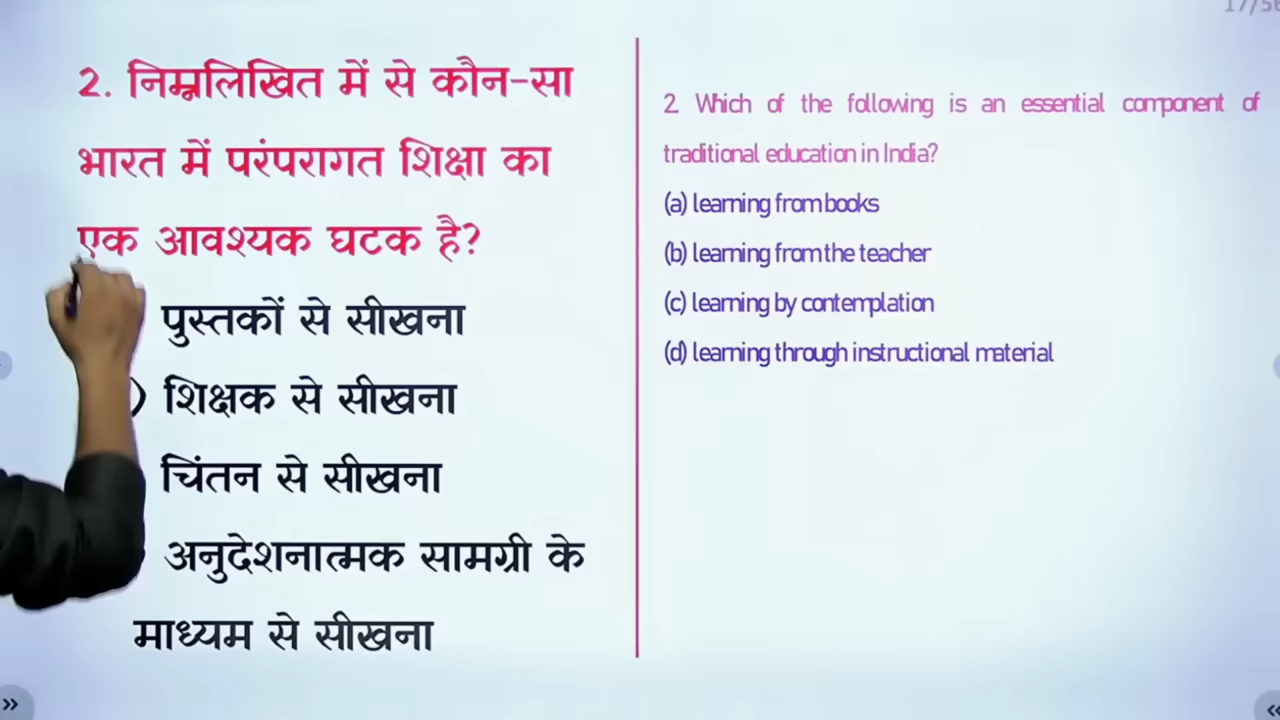 17/56
2. निम्नलिखित में से कौन-सा
भारत में परंपरागत शिक्षा का
एक आवश्यक घटक है?
पुस्तकों से सीखना
) शिक्षक से सीखना
चिंतन से सीखना
अनुदेशनात्मक सामग्री के
माध्यम से सीखना
2. Which of the following is an essential component of
traditional education in India?
(a) learning from books
(b) learning from the teacher
(c) learning by contemplation
(d) learning through instructional material